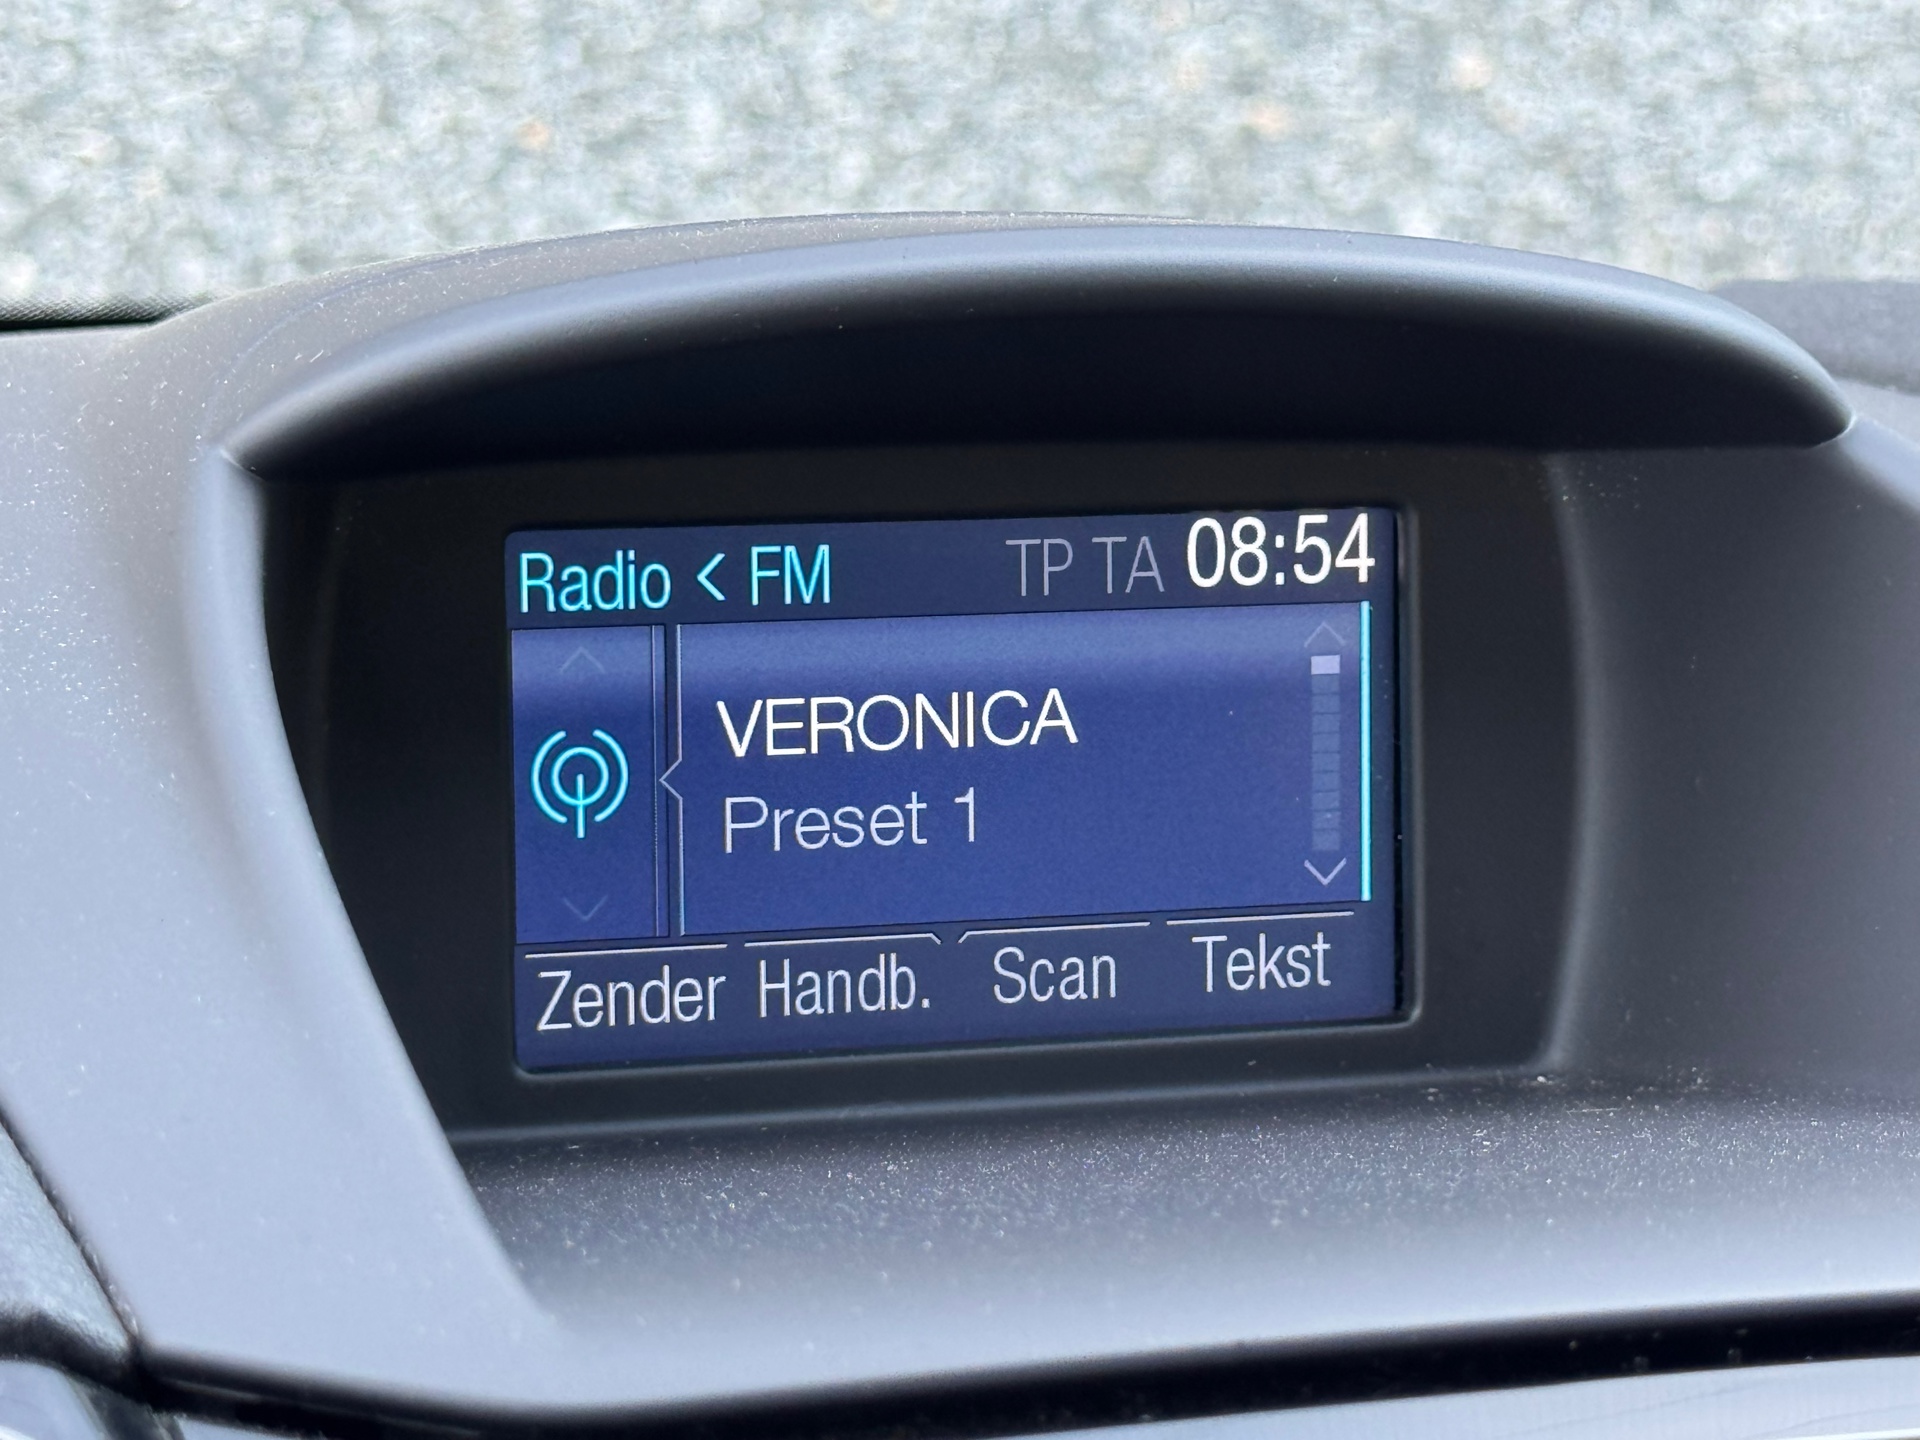 Radio < FM TP TA 08:54
VERONICA
Preset 1
Zender Handb. Scan Tekst